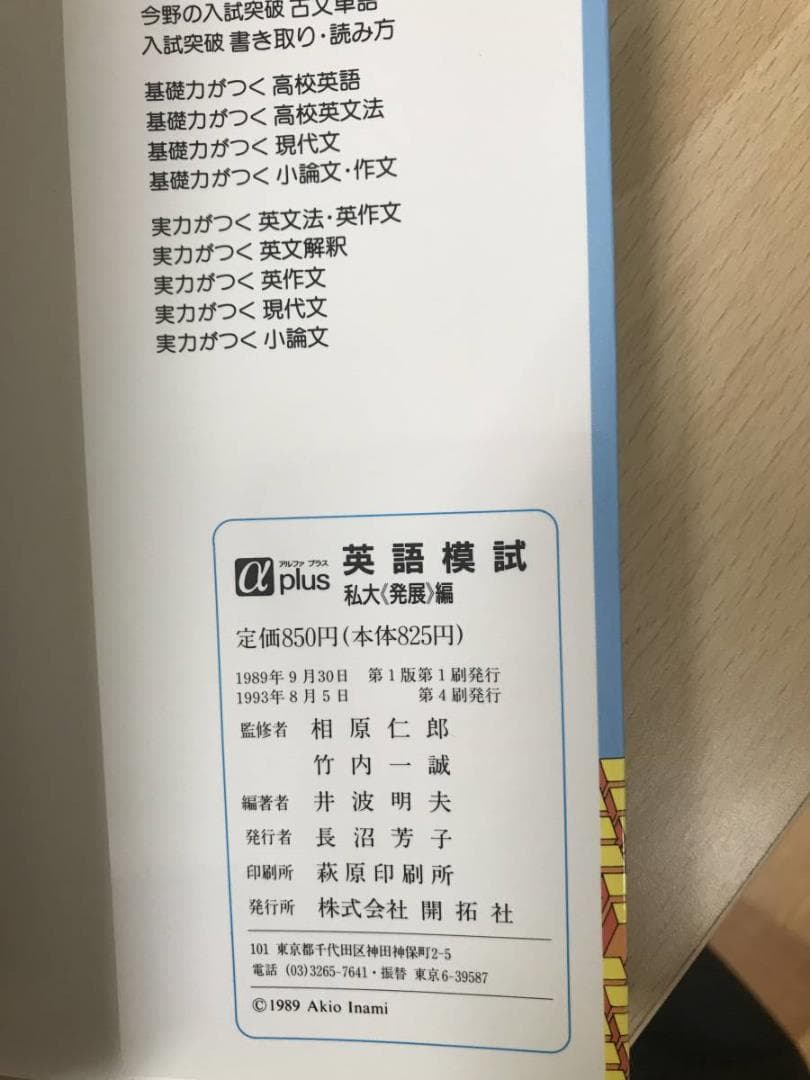 今野の入試突破 古文単語
入試突破 書き取り・読み方
基礎力がつく 高校英語
基礎力がつく 高校英文法
基礎力がつく 現代文
基礎力がつく 小論文・作文
実力がつく 英文法・英作文
実力がつく 英文解釈
実力がつく 英作文
実力がつく 現代文
実力がつく 小論文
α アルファ プラス plus 英語模試
私大《発展》編
定価850円(本体825円)
1989年9月30日 第1版第1刷発行
1993年8月5日 第4刷発行
監修者 相原仁郎
竹内一誠
編著者 井波明夫
発行者 長沼芳子
印刷所 萩原印刷所
発行所 株式会社 開拓社
101 東京都千代田区神田神保町2-5
電話 (03)3265-7641・振替 東京6-39587
©1989 Akio Inami